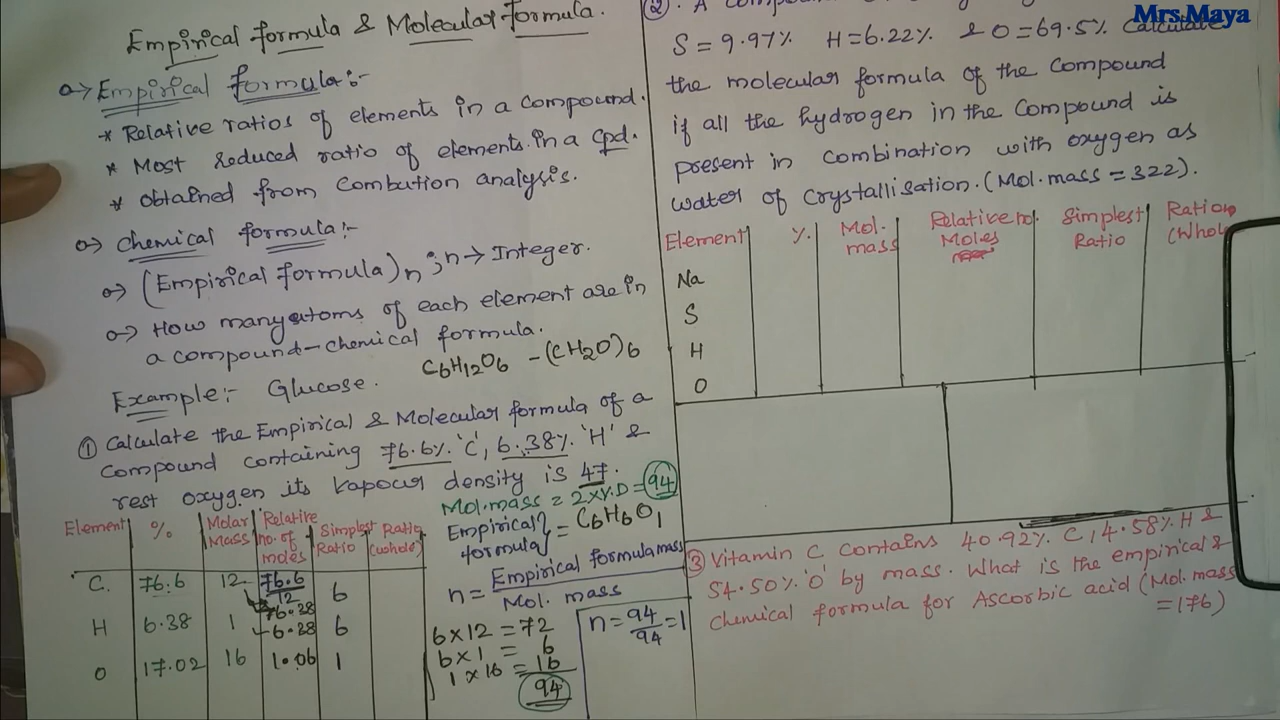 Empirical formula & Molecular formula.
Empirical formula:-
* Relative ratios of elements in a compound.
* Most reduced ratio of elements in a cpd.
* obtained from Combution analysis.
Chemical formula:-
(Empirical formula)n ; n → Integer.
How many atoms of each element are in
a compound - chemical formula.
Example:- Glucose. C6H12O6 - (CH2O)6
① Calculate the Empirical & Molecular formula of a
Compound containing 76.6% 'C', 6.38% 'H' &
rest oxygen its vapour density is 47.
Mol. mass = 2 x V.D = 94
Element % Molar Mass Relative no. of moles Simplest Ratio Ratio (whole)
C. 76.6 12 76.6/12 6
H 6.38 1 6.38 6
O 17.02 16 1.06 1
Empirical formula} = C6H6O1
n = Empirical formula mass / Mol. mass
6 x 12 = 72
6 x 1 = 6
1 x 16 = 16
94
n = 94/94 = 1
Mrs.Maya
② . A
S = 9.97% H = 6.22% & O = 69.5% Calculate
the molecular formula of the compound
if all the hydrogen in the compound is
present in combination with oxygen as
water of crystallisation. (Mol. mass = 322).
Element %. Mol. mass Relative no. Moles Simplest Ratio Ratio (Whole
Na
S
H
O
③ Vitamin C contains 40.92% C, 4.58% H &
54.50% 'O' by mass. What is the empirical &
chemical formula for Ascorbic acid (Mol. mass
= 176)